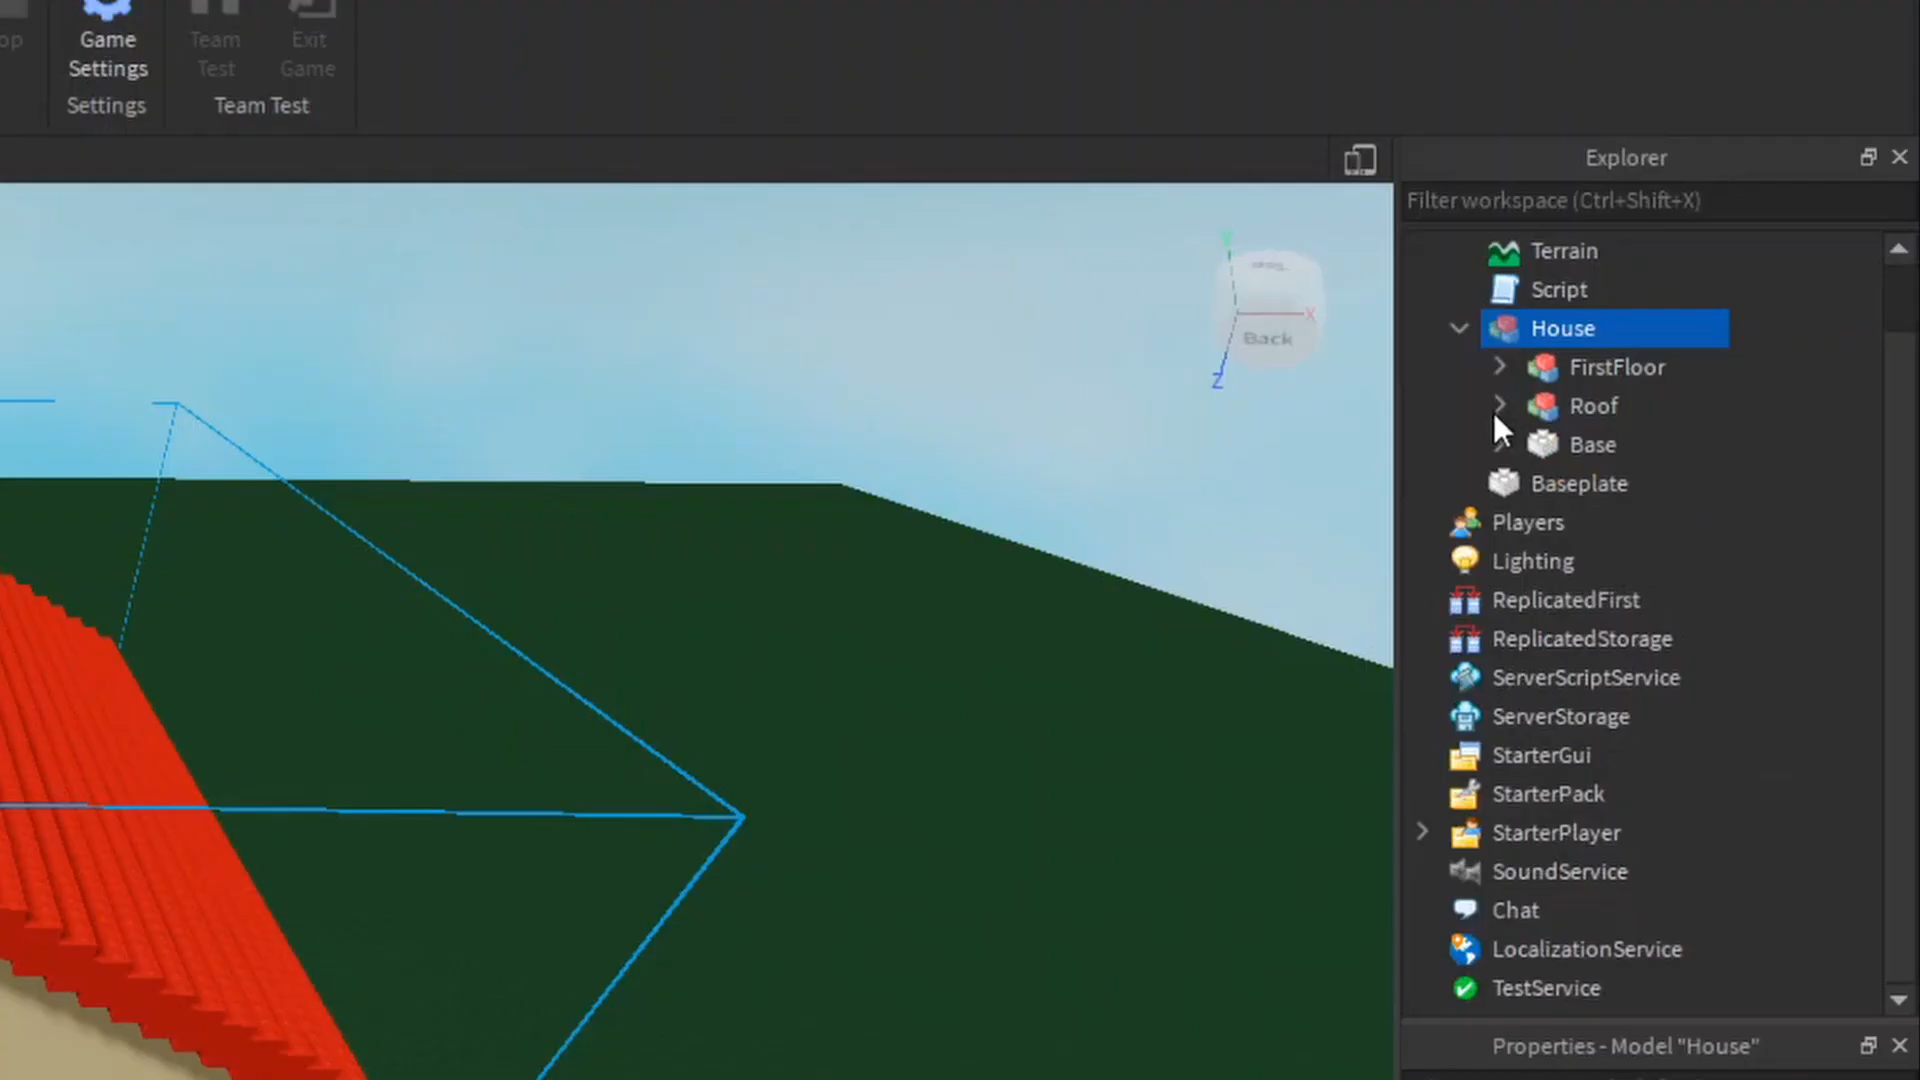 op
Game
Settings
Team
Test
Exit
Game
Settings
Team Test
Explorer
Filter workspace (Ctrl+Shift+X)
Terrain
Script
House
FirstFloor
Roof
Base
Baseplate
Players
Lighting
ReplicatedFirst
ReplicatedStorage
ServerScriptService
ServerStorage
StarterGui
StarterPack
StarterPlayer
SoundService
Chat
LocalizationService
TestService
Properties - Model "House"
Y
X
Back
Z